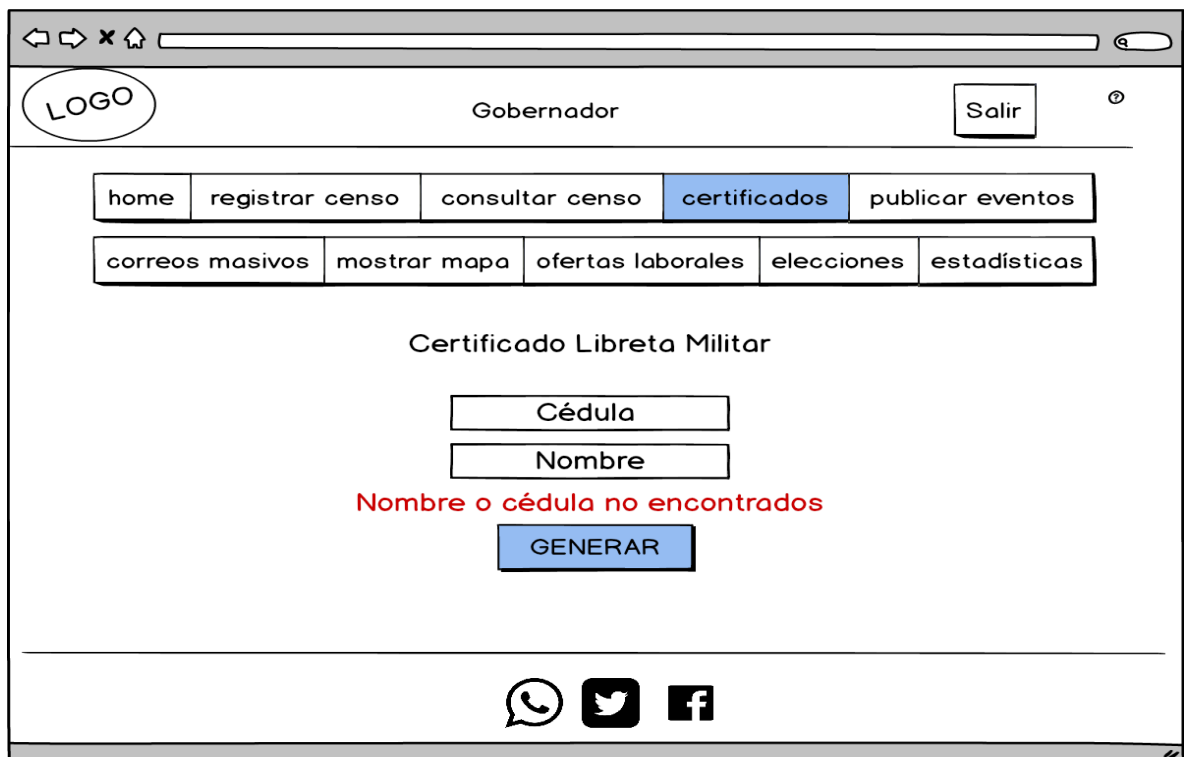 LOGO
Gobernador
Salir
?
home registrar censo consultar censo certificados publicar eventos
correos masivos mostrar mapa ofertas laborales elecciones estadísticas
Certificado Libreta Militar
Cédula
Nombre
Nombre o cédula no encontrados
GENERAR